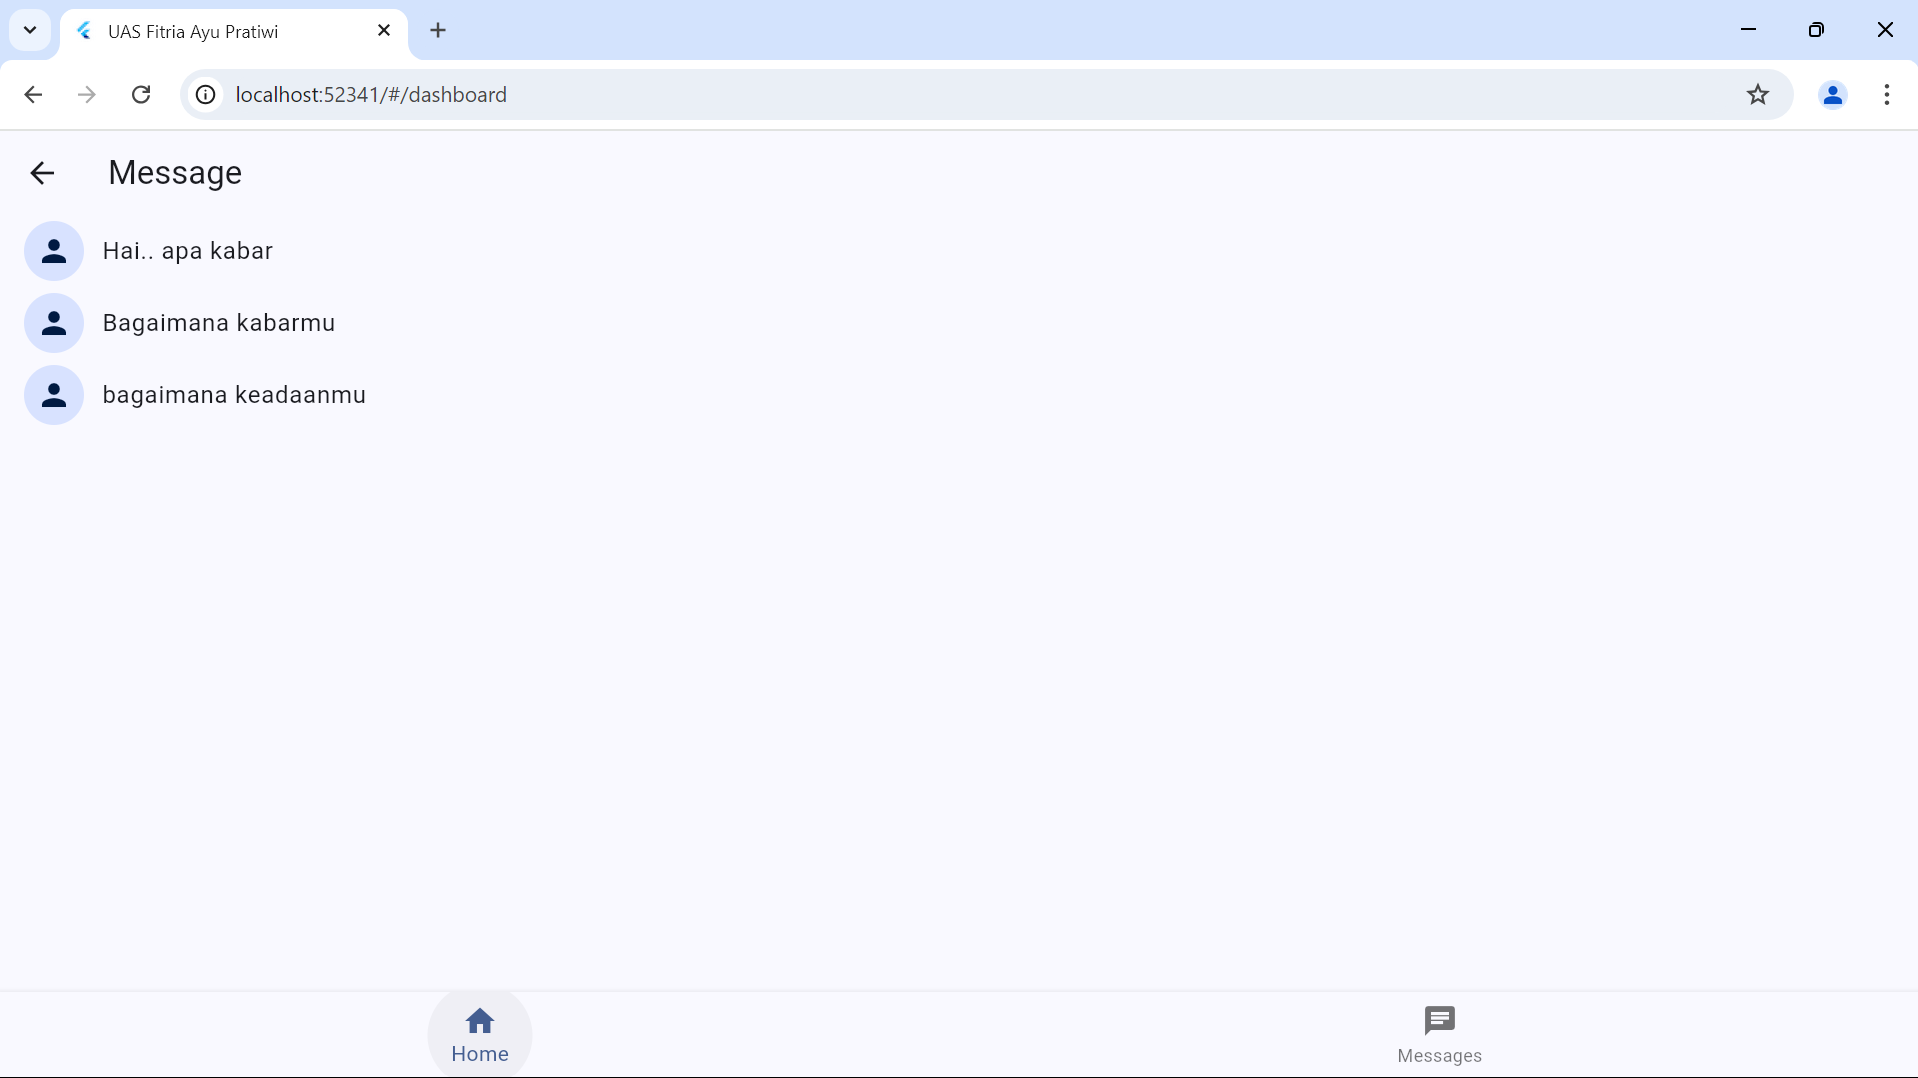 UAS Fitria Ayu Pratiwi
localhost:52341/#/dashboard
Message
Hai.. apa kabar
Bagaimana kabarmu
bagaimana keadaanmu
Home
Messages